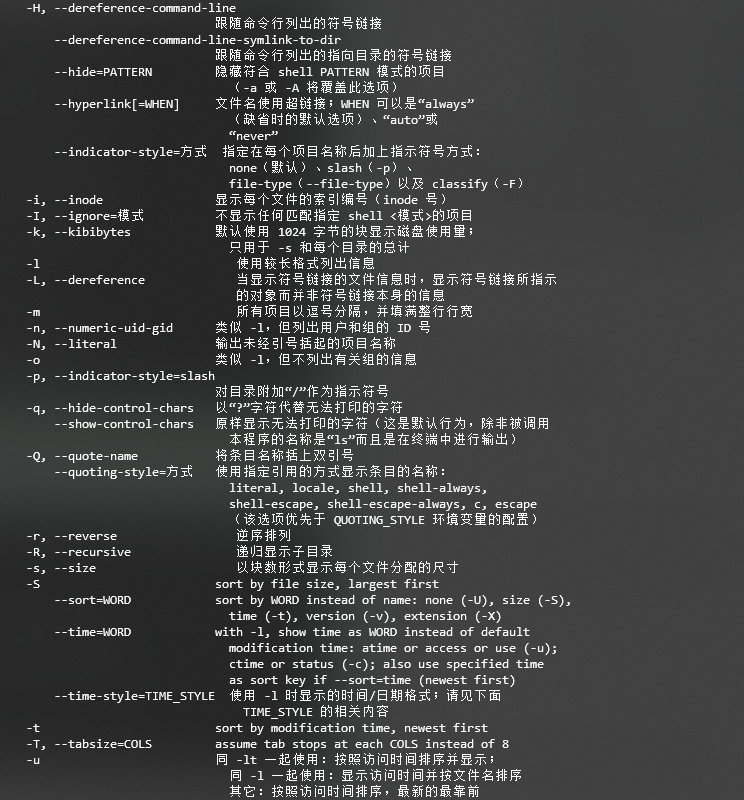 -H, --dereference-command-line
跟随命令行列出的符号链接
--dereference-command-line-symlink-to-dir
跟随命令行列出的指向目录的符号链接
--hide=PATTERN 隐藏符合 shell PATTERN 模式的项目
（-a 或 -A 将覆盖此选项）
--hyperlink[=WHEN] 文件名使用超链接；WHEN 可以是“always”
（缺省时的默认选项）、“auto”或
“never”
--indicator-style=方式 指定在每个项目名称后加上指示符号方式：
none（默认）、slash（-p）、
file-type（--file-type）以及 classify（-F）
-i, --inode 显示每个文件的索引编号（inode 号）
-I, --ignore=模式 不显示任何匹配指定 shell <模式>的项目
-k, --kibibytes 默认使用 1024 字节的块显示磁盘使用量；
只用于 -s 和每个目录的总计
-l 使用较长格式列出信息
-L, --dereference 当显示符号链接的文件信息时，显示符号链接所指示
的对象而并非符号链接本身的信息
-m 所有项目以逗号分隔，并填满整行行宽
-n, --numeric-uid-gid 类似 -l，但列出用户和组的 ID 号
-N, --literal 输出未经引号括起的项目名称
-o 类似 -l，但不列出有关组的信息
-p, --indicator-style=slash
对目录附加“/”作为指示符号
-q, --hide-control-chars 以“?”字符代替无法打印的字符
--show-control-chars 原样显示无法打印的字符（这是默认行为，除非被调用
本程序的名称是“ls”而且是在终端中进行输出）
-Q, --quote-name 将条目名称括上双引号
--quoting-style=方式 使用指定引用的方式显示条目的名称：
literal, locale, shell, shell-always,
shell-escape, shell-escape-always, c, escape
（该选项优先于 QUOTING_STYLE 环境变量的配置）
-r, --reverse 逆序排列
-R, --recursive 递归显示子目录
-s, --size 以块数形式显示每个文件分配的尺寸
-S sort by file size, largest first
--sort=WORD sort by WORD instead of name: none (-U), size (-S),
time (-t), version (-v), extension (-X)
--time=WORD with -l, show time as WORD instead of default
modification time: atime or access or use (-u);
ctime or status (-c); also use specified time
as sort key if --sort=time (newest first)
--time-style=TIME_STYLE 使用 -l 时显示的时间/日期格式；请见下面
TIME_STYLE 的相关内容
-t sort by modification time, newest first
-T, --tabsize=COLS assume tab stops at each COLS instead of 8
-u 同 -lt 一起使用：按照访问时间排序并显示；
同 -l 一起使用：显示访问时间并按文件名排序
其它：按照访问时间排序，最新的最靠前